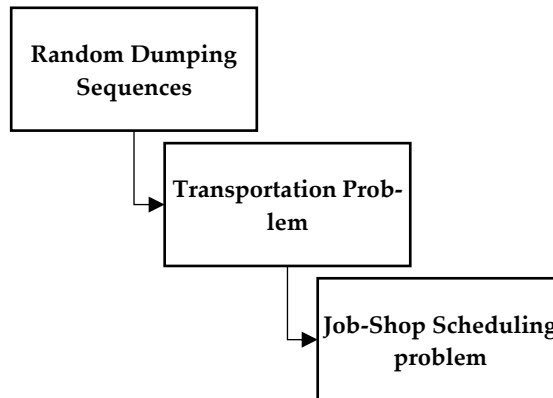 Random Dumping
Sequences
Transportation Prob-
lem
Job-Shop Scheduling
problem